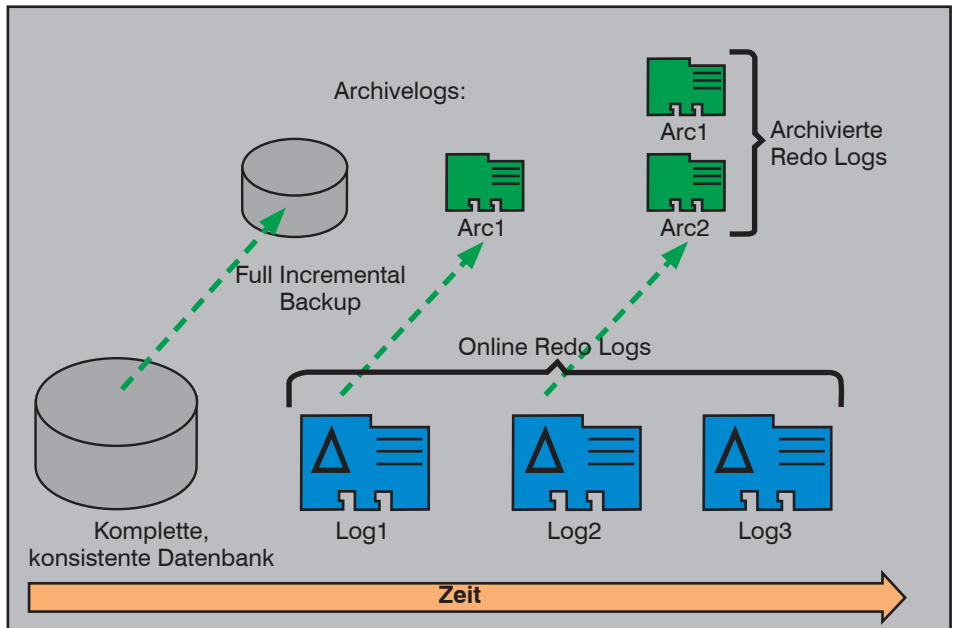 Archivelogs:
Arc1
Arc2
Archivierte
Redo Logs
Arc1
Full Incremental
Backup
Online Redo Logs
Komplette,
konsistente Datenbank
Log1
Log2
Log3
Zeit